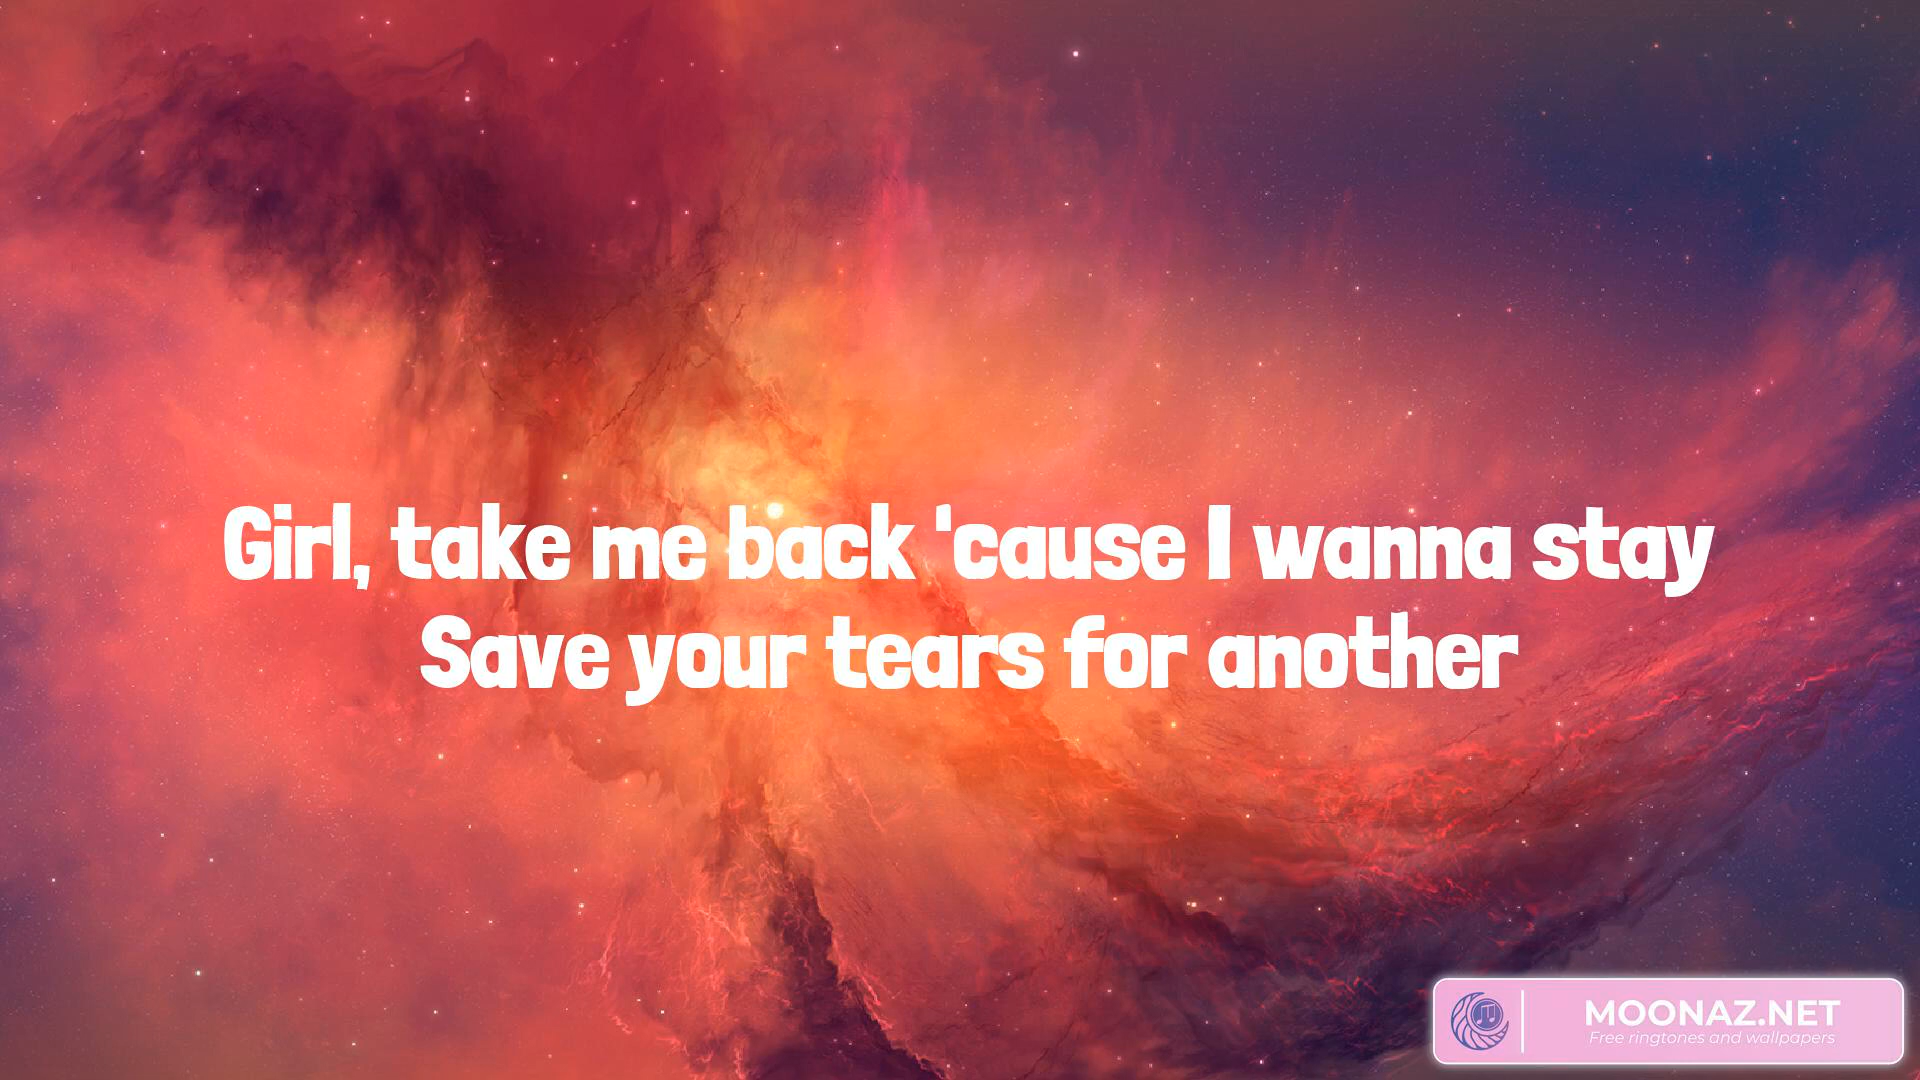 Girl, take me back 'cause I wanna stay
Save your tears for another
MOONAZ.NET
Free ringtones and wallpapers